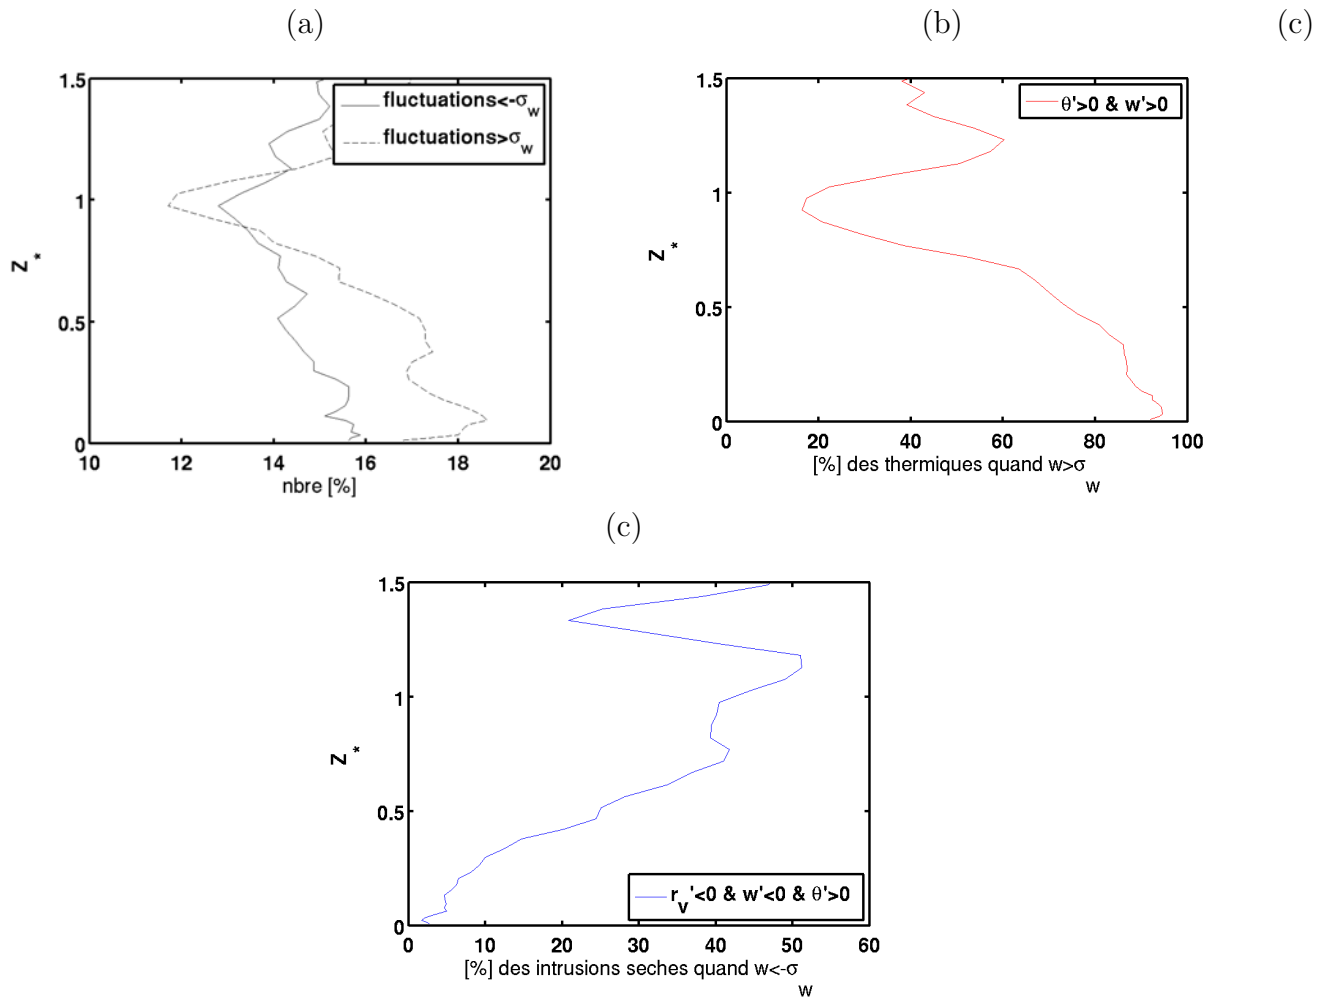 (a)
(b)
(c)
1.5
1
0.5
0
Z*
10 12 14 16 18 20
nbre [%]
fluctuations<-σw
fluctuations>σw
1.5
1
0.5
0
Z*
0 20 40 60 80 100
[%] des thermiques quand w>σw
θ'>0 & w'>0
(c)
1.5
1
0.5
0
Z*
0 10 20 30 40 50 60
[%] des intrusions seches quand w<-σw
rv'<0 & w'<0 & θ'>0